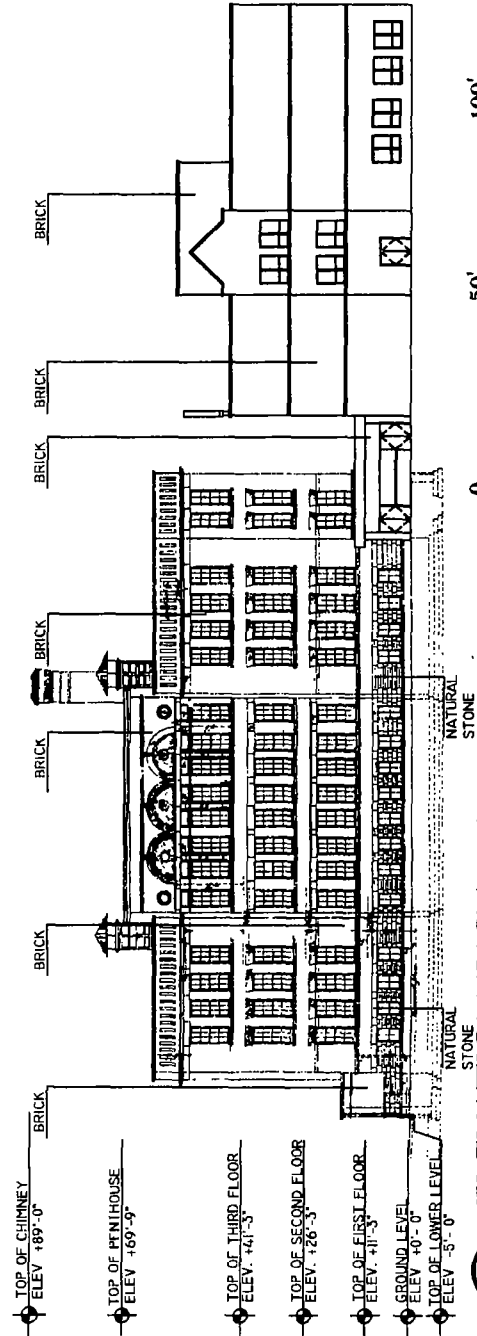 TOP OF CHIMNEY
ELEV +89'-0"
TOP OF PENTHOUSE
ELEV +69'-9"
TOP OF THIRD FLOOR
ELEV. +41'-3"
TOP OF SECOND FLOOR
ELEV. +26'-3"
TOP OF FIRST FLOOR
ELEV. +11'-3"
GROUND LEVEL
ELEV +0'- 0"
TOP OF LOWER LEVEL
ELEV -5'- 0"
BRICK
BRICK
BRICK
BRICK
BRICK
BRICK
BRICK
NATURAL
STONE
NATURAL
STONE
0
50'
100'